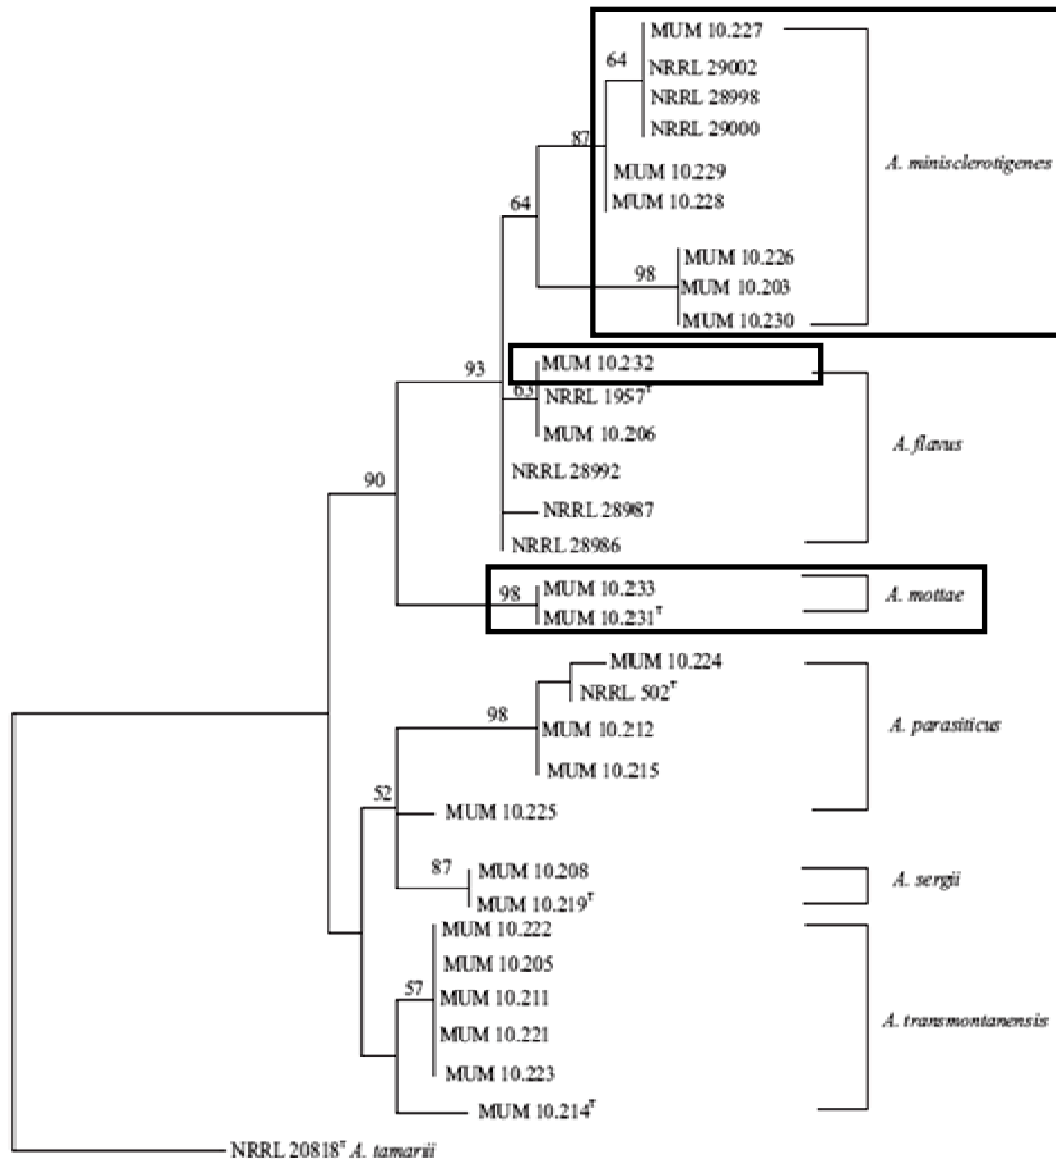 MUM 10.227
64
NRRL 29002
NRRL 28998
NRRL 29000
87
A. minisclerotigenes
MUM 10.229
MUM 10.228
64
MUM 10.226
98
MUM 10.203
MUM 10.230
MUM 10.232
93
63
NRRL 1957ᵀ
MUM 10.206
A. flavus
NRRL 28992
90
NRRL 28987
NRRL 28986
MUM 10.233
98
A. mottae
MUM 10.231ᵀ
MUM 10.224
NRRL 502ᵀ
98
MUM 10.212
A. parasiticus
MUM 10.215
52
MUM 10.225
87
MUM 10.208
A. sergii
MUM 10.219ᵀ
MUM 10.222
MUM 10.205
57
MUM 10.211
A. transmontanensis
MUM 10.221
MUM 10.223
MUM 10.214ᵀ
NRRL 20818ᵀ A. tamarii